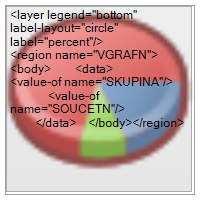 <layer legend="bottom"
label-layout="circle"
label="percent"/>
<region name="VGRAFN">
<body> <data>
<value-of name="SKUPINA"/>
<value-of
name="SOUCETN"/>
</data> </body></region>